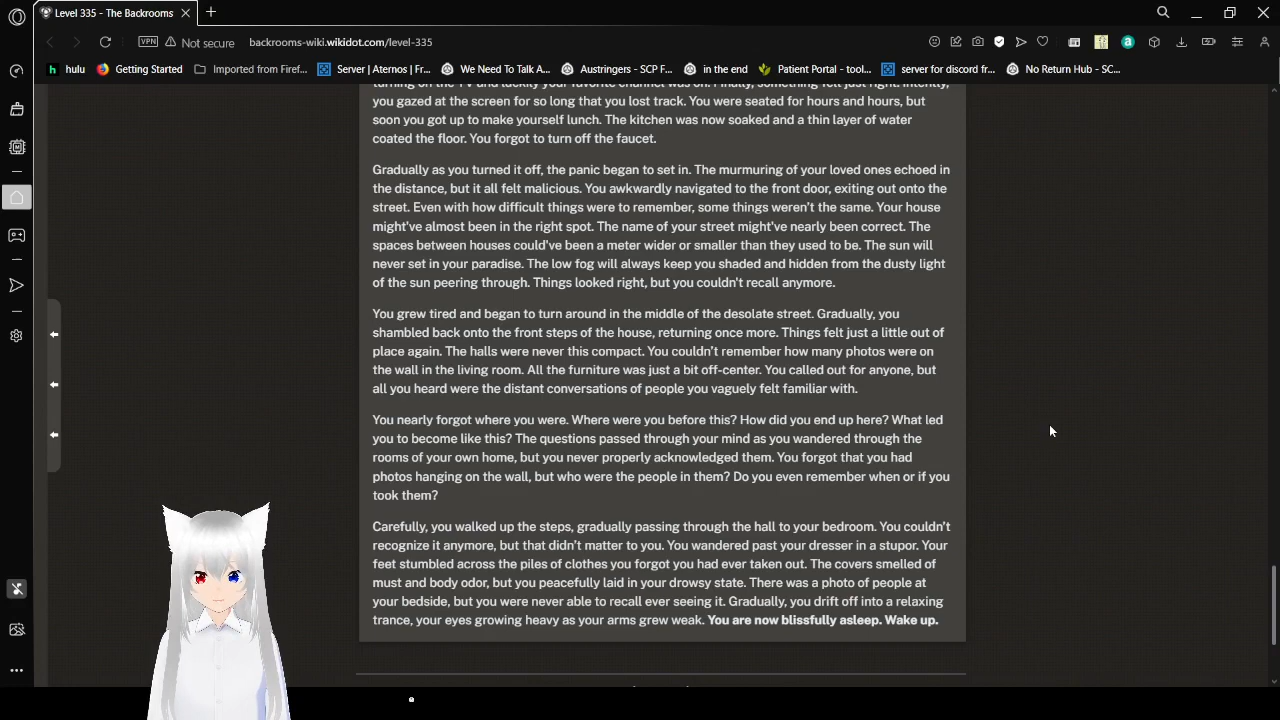 Level 335 - The Backrooms
VPN
Not secure
backrooms-wiki.wikidot.com/level-335
hulu
Getting Started
Imported from Firef...
Server | Aternos | Fr...
We Need To Talk A...
Austringers - SCP F...
in the end
Patient Portal - tool...
server for discord fr...
No Return Hub - SC...
turning on the TV and luckily your favorite channel was on. Finally, something felt just right. Intently,
you gazed at the screen for so long that you lost track. You were seated for hours and hours, but
soon you got up to make yourself lunch. The kitchen was now soaked and a thin layer of water
coated the floor. You forgot to turn off the faucet.
Gradually as you turned it off, the panic began to set in. The murmuring of your loved ones echoed in
the distance, but it all felt malicious. You awkwardly navigated to the front door, exiting out onto the
street. Even with how difficult things were to remember, some things weren't the same. Your house
might've almost been in the right spot. The name of your street might've nearly been correct. The
spaces between houses could've been a meter wider or smaller than they used to be. The sun will
never set in your paradise. The low fog will always keep you shaded and hidden from the dusty light
of the sun peering through. Things looked right, but you couldn't recall anymore.
You grew tired and began to turn around in the middle of the desolate street. Gradually, you
shambled back onto the front steps of the house, returning once more. Things felt just a little out of
place again. The halls were never this compact. You couldn't remember how many photos were on
the wall in the living room. All the furniture was just a bit off-center. You called out for anyone, but
all you heard were the distant conversations of people you vaguely felt familiar with.
You nearly forgot where you were. Where were you before this? How did you end up here? What led
you to become like this? The questions passed through your mind as you wandered through the
rooms of your own home, but you never properly acknowledged them. You forgot that you had
photos hanging on the wall, but who were the people in them? Do you even remember when or if you
took them?
Carefully, you walked up the steps, gradually passing through the hall to your bedroom. You couldn't
recognize it anymore, but that didn't matter to you. You wandered past your dresser in a stupor. Your
feet stumbled across the piles of clothes you forgot you had ever taken out. The covers smelled of
must and body odor, but you peacefully laid in your drowsy state. There was a photo of people at
your bedside, but you were never able to recall ever seeing it. Gradually, you drift off into a relaxing
trance, your eyes growing heavy as your arms grew weak. You are now blissfully asleep. Wake up.